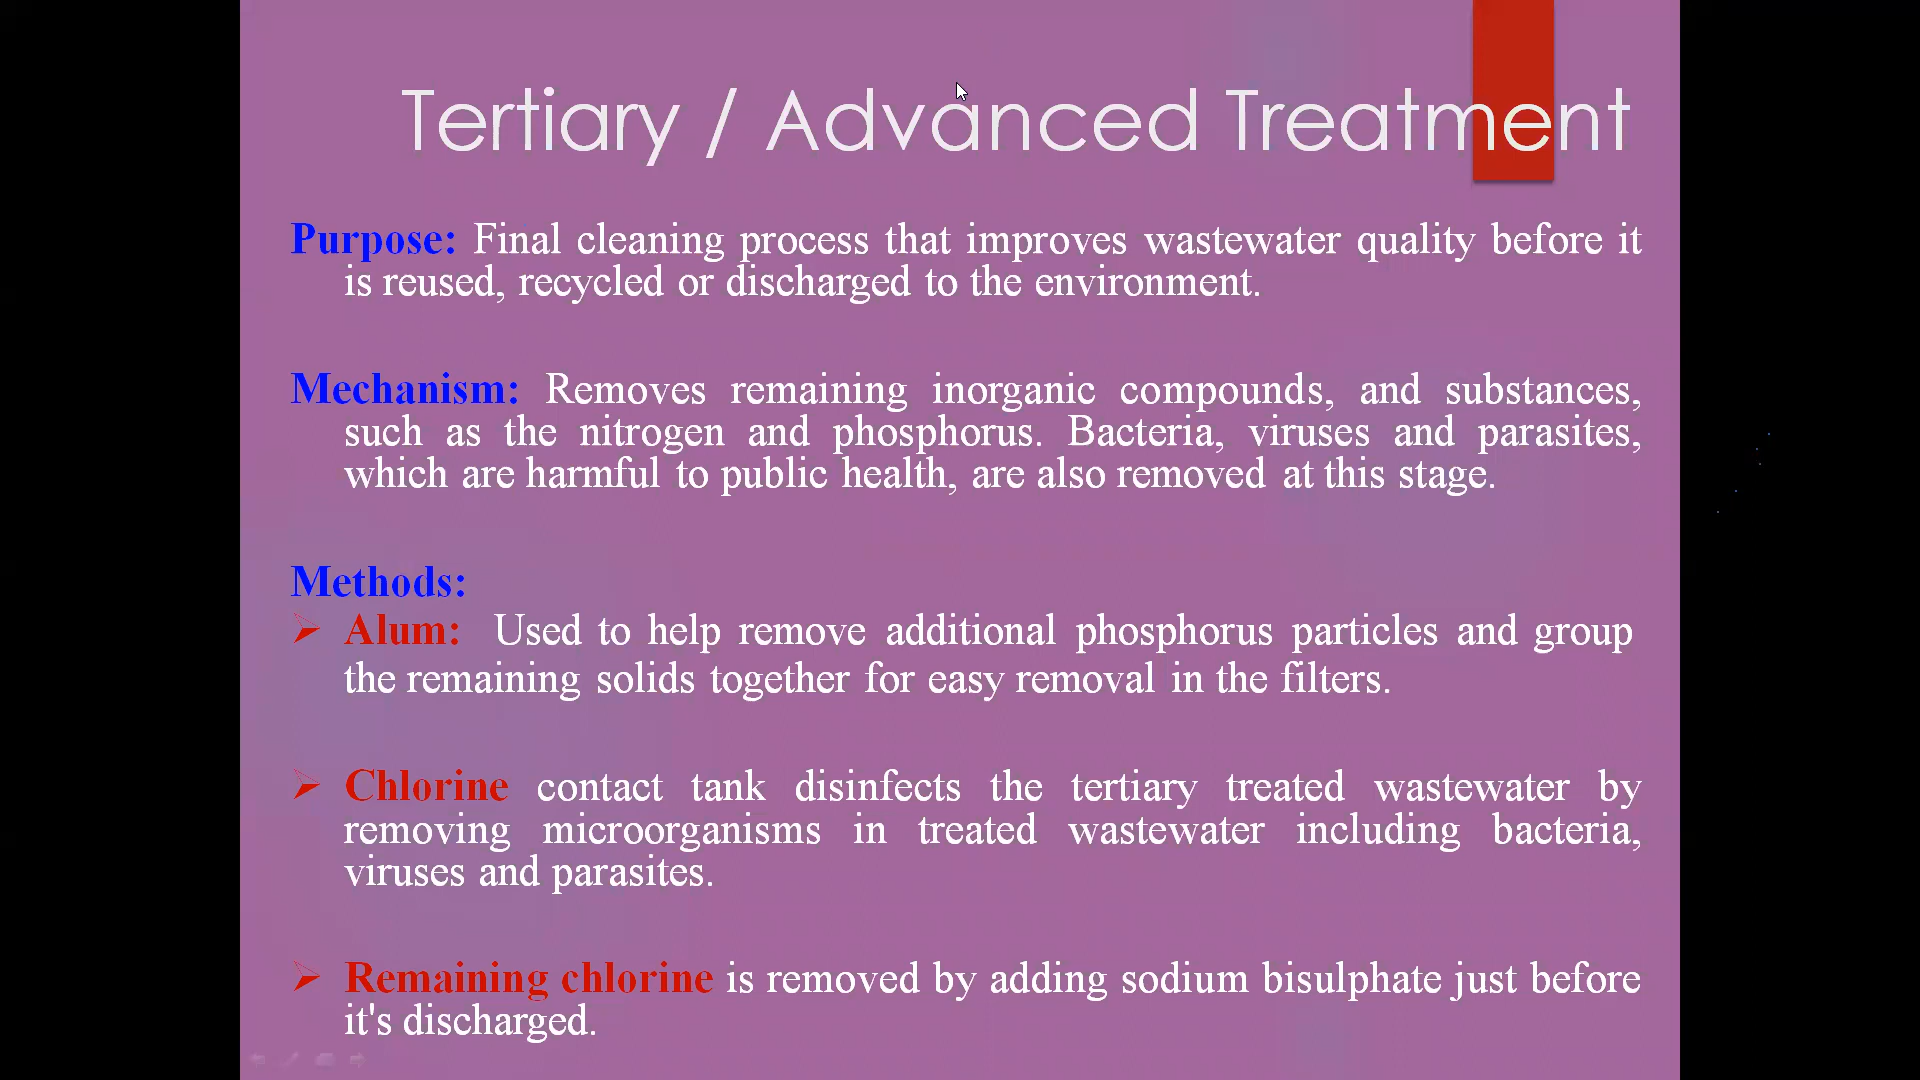 Tertiary / Advanced Treatment
Purpose: Final cleaning process that improves wastewater quality before it
is reused, recycled or discharged to the environment.
Mechanism: Removes remaining inorganic compounds, and substances,
such as the nitrogen and phosphorus. Bacteria, viruses and parasites,
which are harmful to public health, are also removed at this stage.
Methods:
➢ Alum: Used to help remove additional phosphorus particles and group
the remaining solids together for easy removal in the filters.
➢ Chlorine contact tank disinfects the tertiary treated wastewater by
removing microorganisms in treated wastewater including bacteria,
viruses and parasites.
➢ Remaining chlorine is removed by adding sodium bisulphate just before
it's discharged.